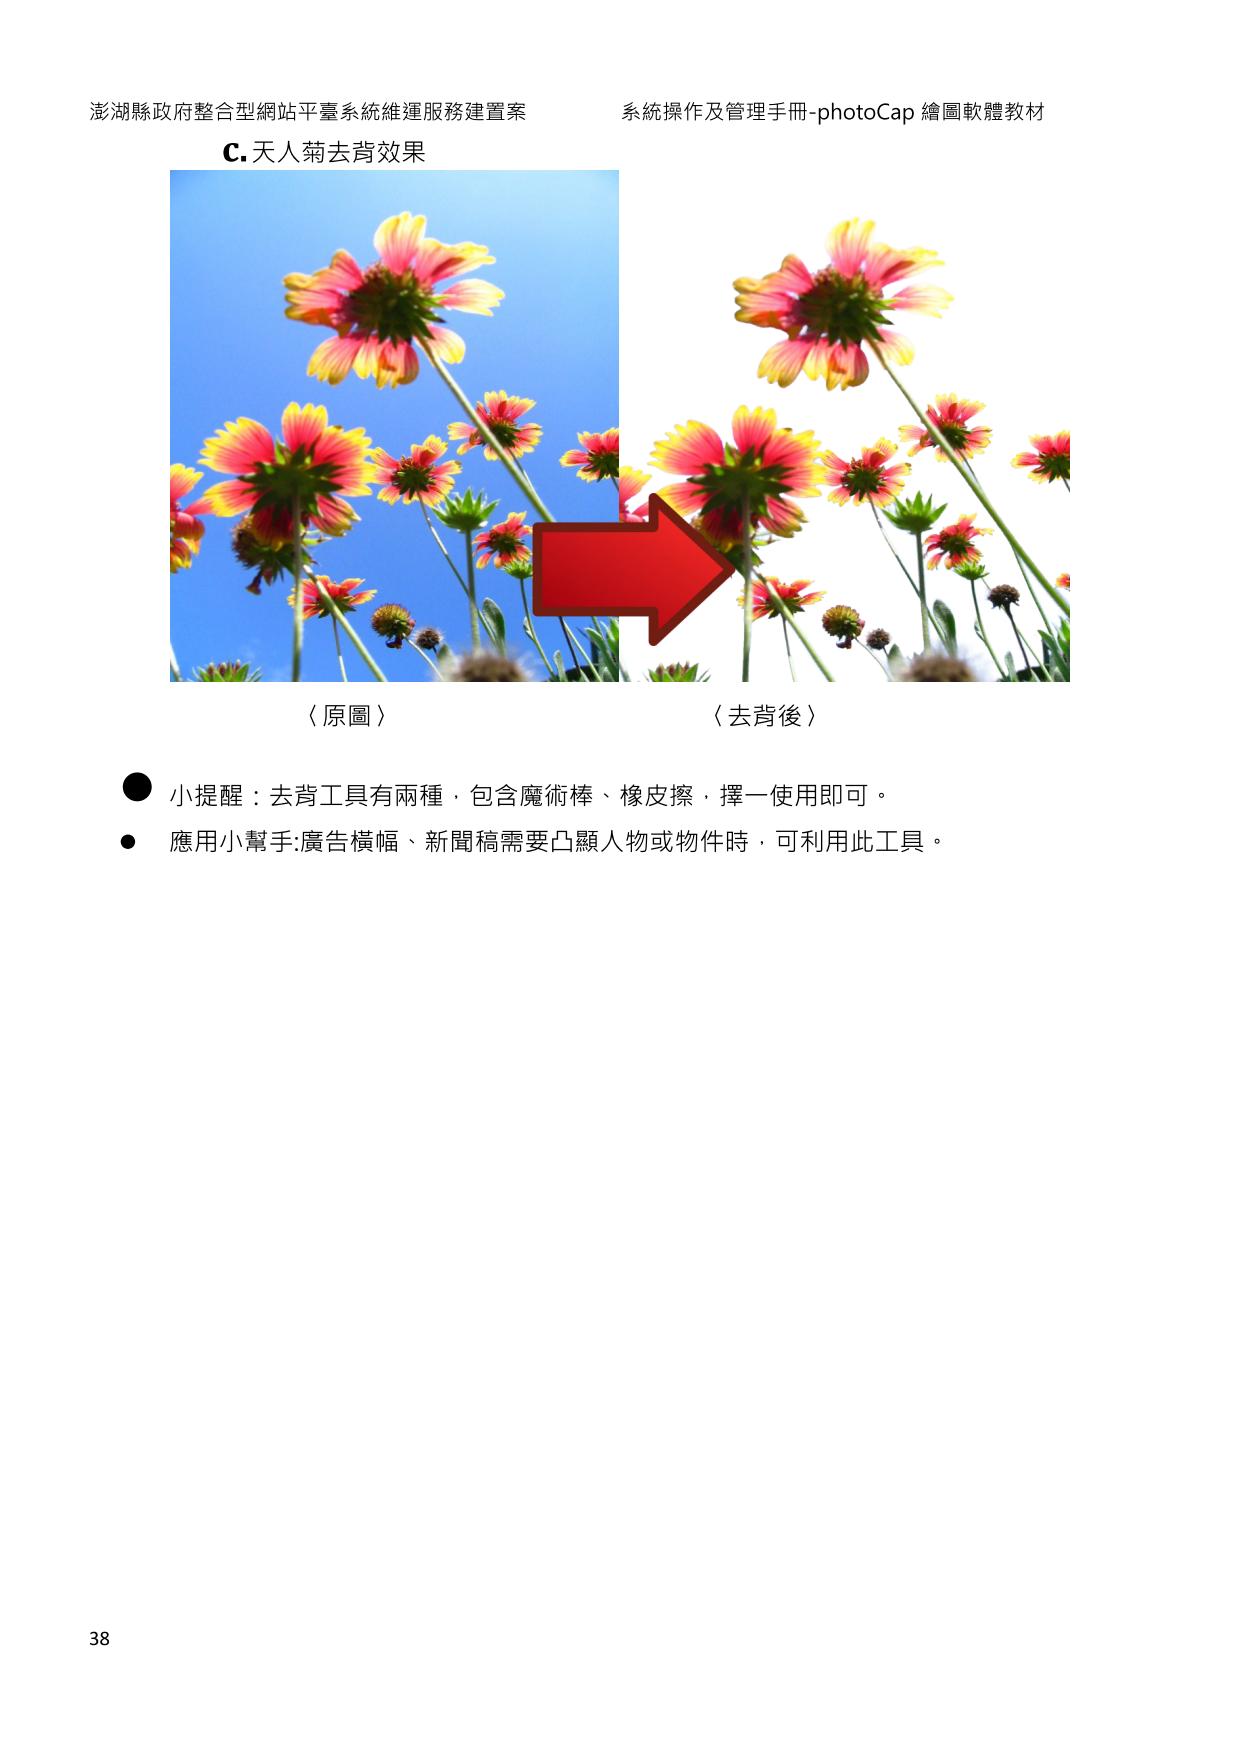 澎湖縣政府整合型網站平臺系統維運服務建置案 系統操作及管理手冊-photoCap 繪圖軟體教材
C. 天人菊去背效果
〈原圖〉 〈去背後〉
● 小提醒：去背工具有兩種，包含魔術棒、橡皮擦，擇一使用即可。
● 應用小幫手:廣告橫幅、新聞稿需要凸顯人物或物件時，可利用此工具。
38